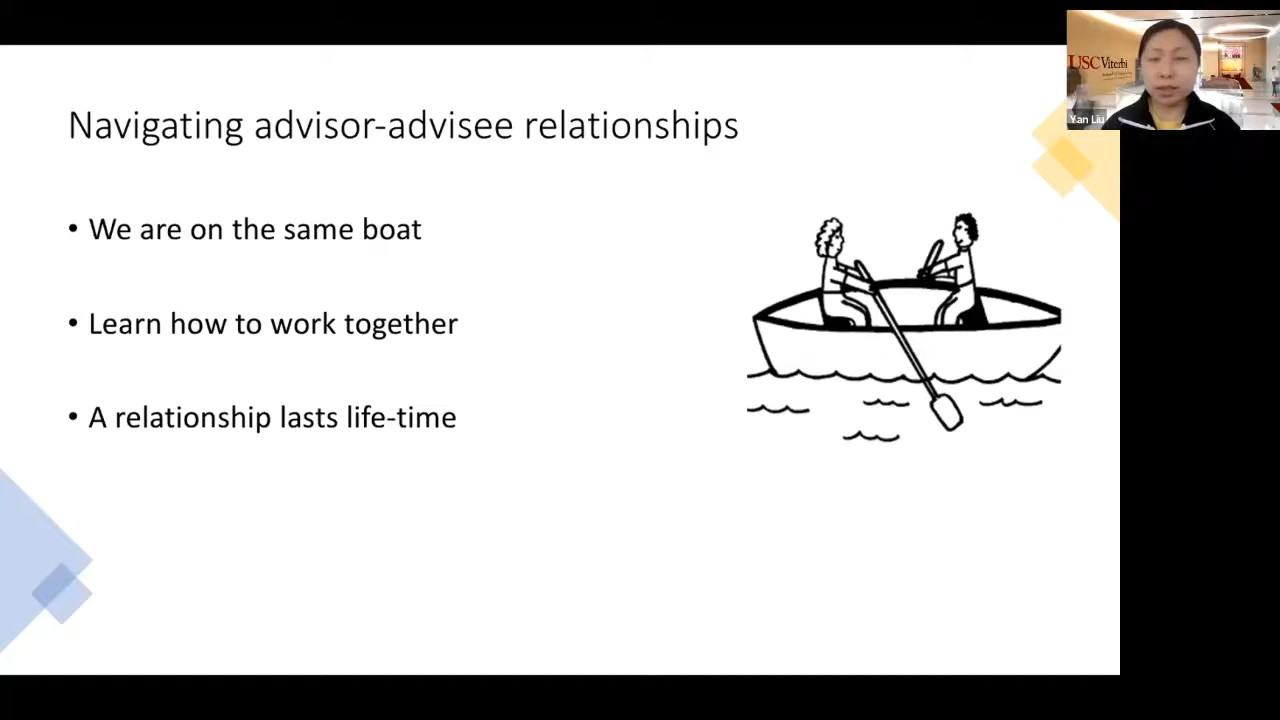 Navigating advisor-advisee relationships
• We are on the same boat
• Learn how to work together
• A relationship lasts life-time
USC Viterbi
Yan Liu